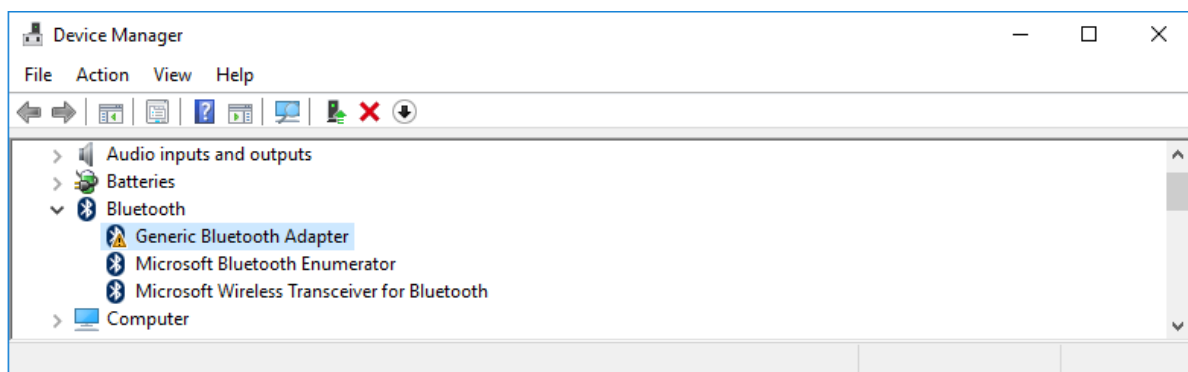 Device Manager
File Action View Help
Audio inputs and outputs
Batteries
Bluetooth
Generic Bluetooth Adapter
Microsoft Bluetooth Enumerator
Microsoft Wireless Transceiver for Bluetooth
Computer